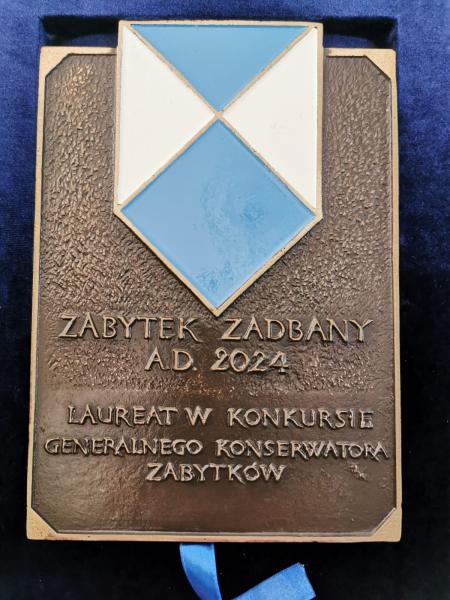 ZABYTEK ZADBANY
A.D. 2024
LAUREAT W KONKURSIE
GENERALNEGO KONSERWATORA
ZABYTKÓW